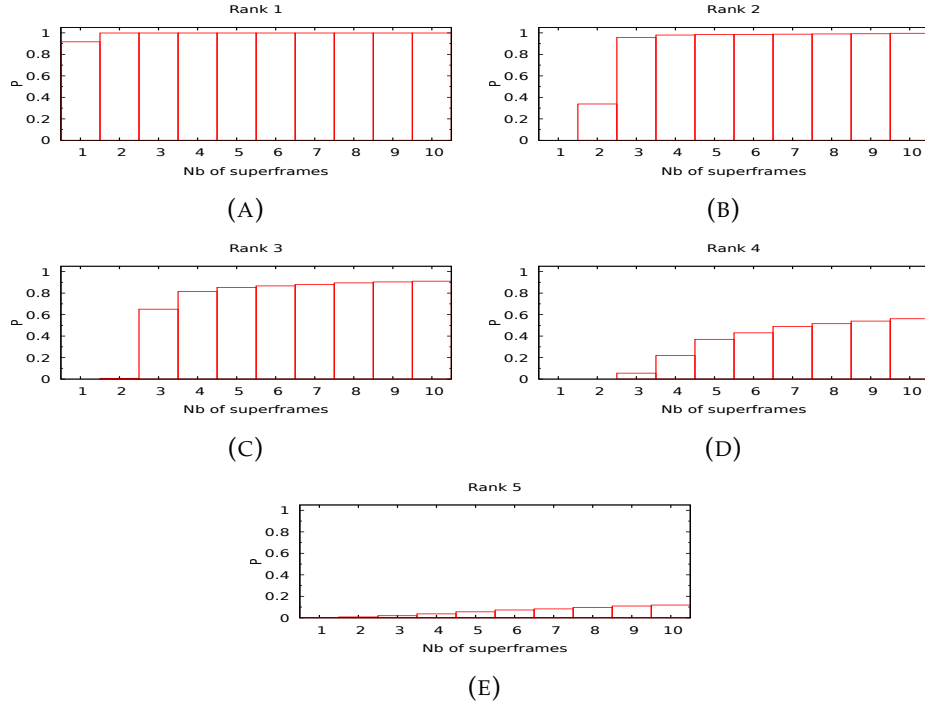 Rank 1
1
0.8
0.6
0.4
0.2
0
P
1 2 3 4 5 6 7 8 9 10
Nb of superframes
(A)
Rank 2
1
0.8
0.6
0.4
0.2
0
P
1 2 3 4 5 6 7 8 9 10
Nb of superframes
(B)
Rank 3
1
0.8
0.6
0.4
0.2
0
P
1 2 3 4 5 6 7 8 9 10
Nb of superframes
(C)
Rank 4
1
0.8
0.6
0.4
0.2
0
P
1 2 3 4 5 6 7 8 9 10
Nb of superframes
(D)
Rank 5
1
0.8
0.6
0.4
0.2
0
P
1 2 3 4 5 6 7 8 9 10
Nb of superframes
(E)